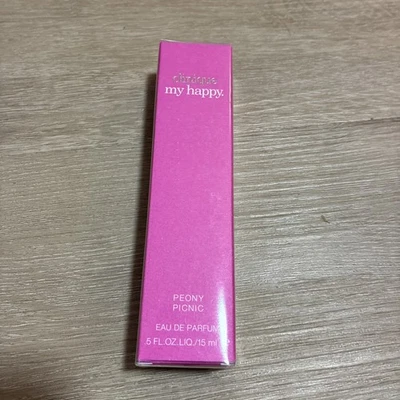 clinique
my happy.
PEONY
PICNIC
EAU DE PARFUM
.5 FL.OZ.LIQ./15 ml e